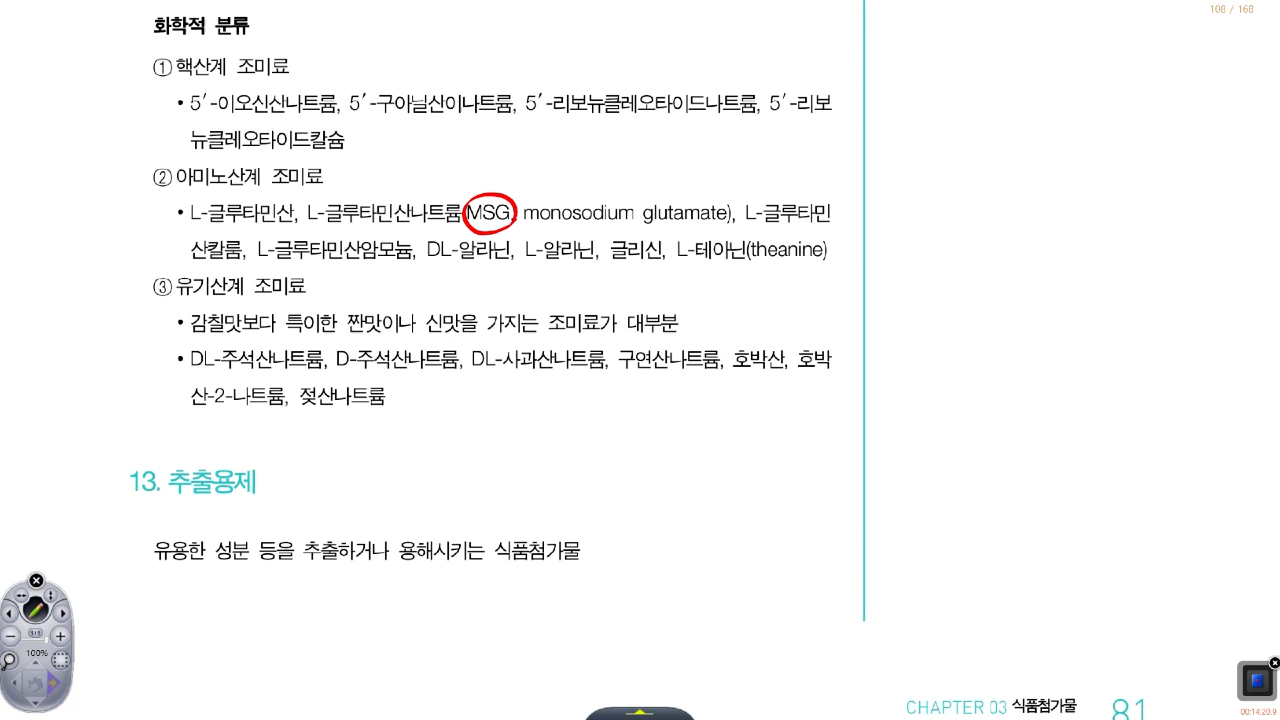 108 / 168
화학적 분류
① 핵산계 조미료
• 5′-이오신산나트륨, 5′-구아닐산이나트륨, 5′-리보뉴클레오타이드나트륨, 5′-리보
뉴클레오타이드칼슘
② 아미노산계 조미료
• L-글루타민산, L-글루타민산나트륨(MSG, monosodium glutamate), L-글루타민
산칼륨, L-글루타민산암모늄, DL-알라닌, L-알라닌, 글리신, L-테아닌(theanine)
③ 유기산계 조미료
• 감칠맛보다 특이한 짠맛이나 신맛을 가지는 조미료가 대부분
• DL-주석산나트륨, D-주석산나트륨, DL-사과산나트륨, 구연산나트륨, 호박산, 호박
산-2-나트륨, 젖산나트륨
13. 추출용제
유용한 성분 등을 추출하거나 용해시키는 식품첨가물
1:1
100%
CHAPTER 03 식품첨가물 81
00:14:20.9